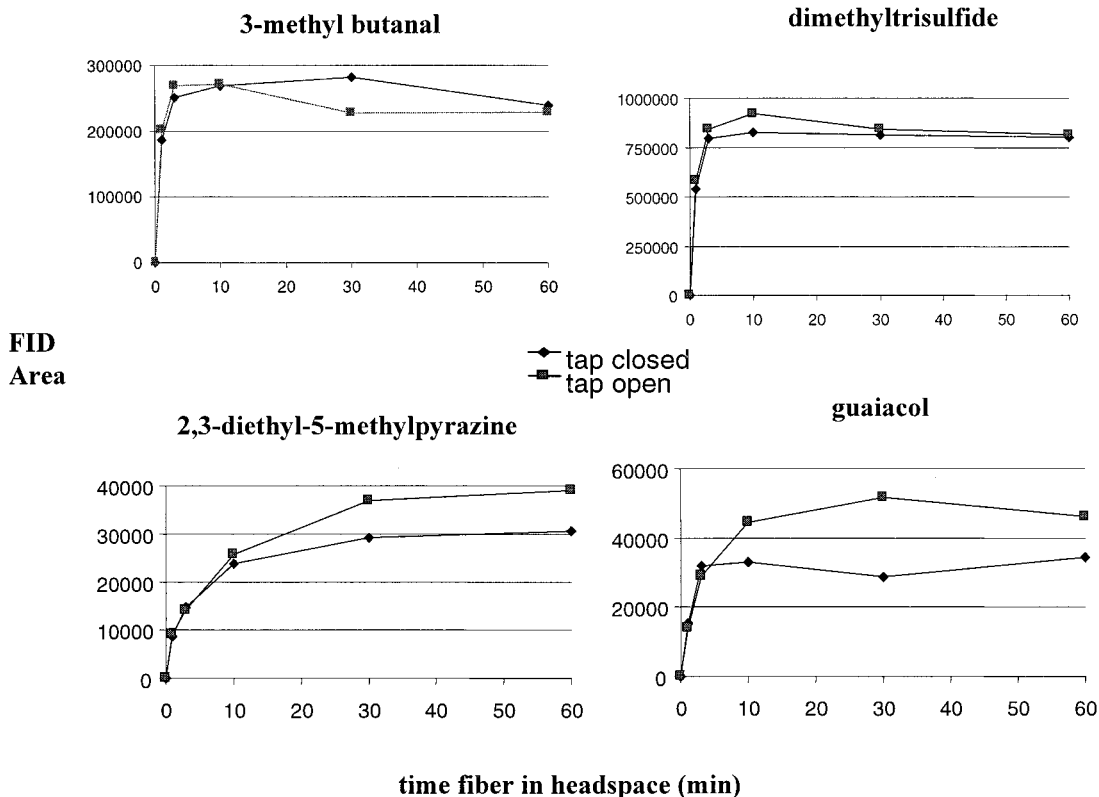 3-methyl butanal
300000
200000
100000
0
0 10 20 30 40 50 60
dimethyltrisulfide
1000000
750000
500000
250000
0
0 10 20 30 40 50 60
FID
Area
tap closed
tap open
2,3-diethyl-5-methylpyrazine
40000
30000
20000
10000
0
0 10 20 30 40 50 60
guaiacol
60000
40000
20000
0
0 10 20 30 40 50 60
time fiber in headspace (min)